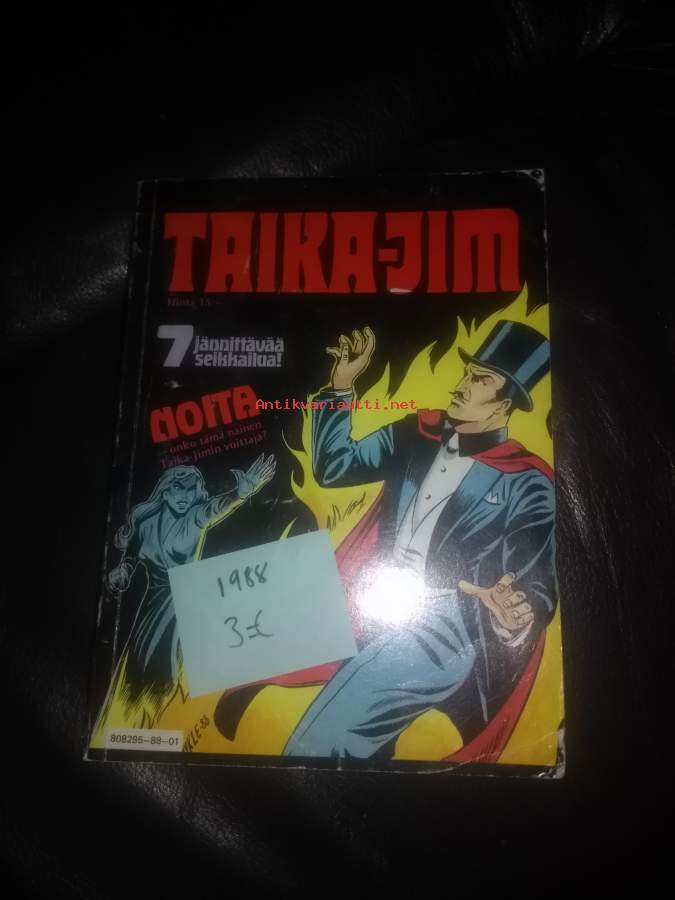 TAIKA-JIM
Hinta 15:-
7 jännittävää
seikkailua!
NOITA
– onko tämä nainen
Taika-Jimin voittaja?
Antikvariaatti.net
1988
3€
808295–88–01